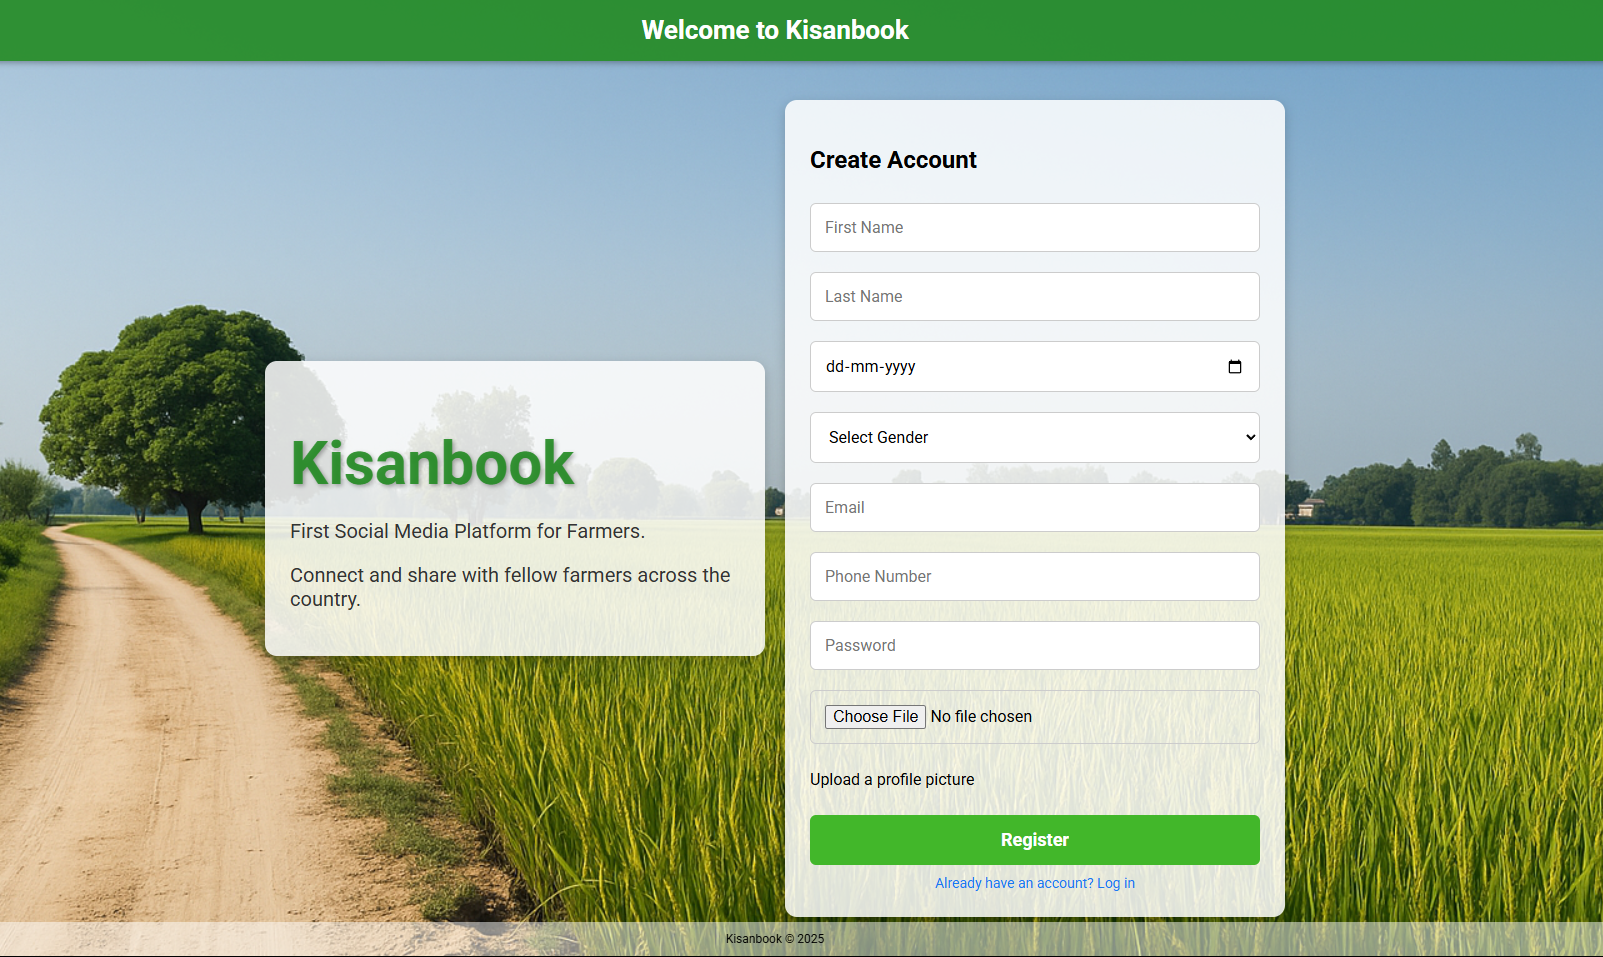 Welcome to Kisanbook
Kisanbook
First Social Media Platform for Farmers.
Connect and share with fellow farmers across the
country.
Create Account
First Name
Last Name
dd-mm-yyyy
Select Gender
Email
Phone Number
Password
Choose File No file chosen
Upload a profile picture
Register
Already have an account? Log in
Kisanbook © 2025